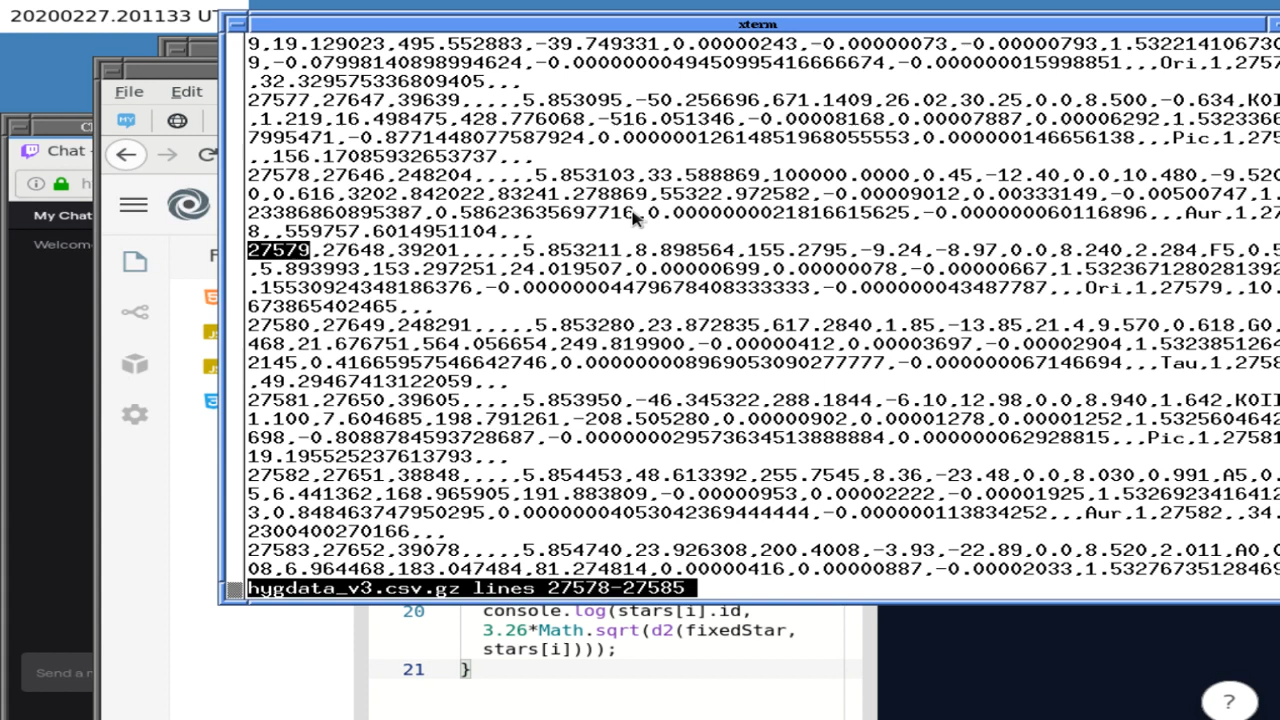 20200227.201133 U
xterm
File Edit
Chat
My Chat
Welcom
Send a
9,19.129023,495.552883,-39.749331,0.00000243,-0.00000073,-0.00000793,1.532214106730
9,-0.07998140898994624,-0.0000000049450995416666674,-0.000000015998851,,,Ori,1,2757
,32.329575336809405,,,
27577,27647,39639,,,,,5.853095,-50.256696,671.1409,26.02,30.25,0.0,8.500,-0.634,K0I
,1.219,16.498475,428.776068,-516.051346,-0.00008168,0.00007887,0.00006292,1.5323366
7995471,-0.8771448077587924,0.00000012614851968055553,0.000000146656138,,,Pic,1,275
,,156.17085932653737,,,
27578,27646,248204,,,,,5.853103,33.588869,100000.0000,0.45,-12.40,0.0,10.480,-9.520
0,0.616,3202.842022,83241.278869,55322.972582,-0.00009012,0.00333149,-0.00500747,1.
23386860895387,0.58623635697716,0.0000000021816615625,-0.000000060116896,,,Aur,1,27
8,,559757.6014951104,,,
27579,27648,39201,,,,,5.853211,8.898564,155.2795,-9.24,-8.97,0.0,8.240,2.284,F5,0.5
,5.893993,153.297251,24.019507,0.00000699,0.00000078,-0.00000667,1.5323671280281392
.15530924348186376,-0.0000000447967840833333,-0.000000043487787,,,Ori,1,27579,,10.
673865402465,,,
27580,27649,248291,,,,,5.853280,23.872835,617.2840,1.85,-13.85,21.4,9.570,0.618,G0,
468,21.676751,564.056654,249.819900,-0.00000412,0.00003697,-0.00002904,1.5323851264
2145,0.41665957546642746,0.000000008969053090277777,-0.000000067146694,,,Tau,1,2758
,49.29467413122059,,,
27581,27650,39605,,,,,5.853950,-46.345322,288.1844,-6.10,12.98,0.0,8.940,1.642,K0II
1.100,7.604685,198.791261,-208.505280,0.00000902,0.00001278,0.00001252,1.5325604642
698,-0.8088784593728687,-0.000000029573634513888884,0.000000062928815,,,Pic,1,27581
19.195525237613793,,,
27582,27651,38848,,,,,5.854453,48.613392,255.7545,8.36,-23.48,0.0,8.030,0.991,A5,0.
5,6.441362,168.965905,191.883809,-0.00000953,0.00002222,-0.00001925,1.5326923416412
3,0.848463747950295,0.00000004053042369444444,-0.000000113834252,,,Aur,1,27582,,34.
2300400270166,,,
27583,27652,39078,,,,,5.854740,23.926308,200.4008,-3.93,-22.89,0.0,8.520,2.011,A0,0
08,6.964468,183.047484,81.274814,0.00000416,0.00000887,-0.00002033,1.53276735128469
hygdata_v3.csv.gz lines 27578-27585
20 console.log(stars[i].id,
3.26*Math.sqrt(d2(fixedStar,
stars[i])));
21 }
?